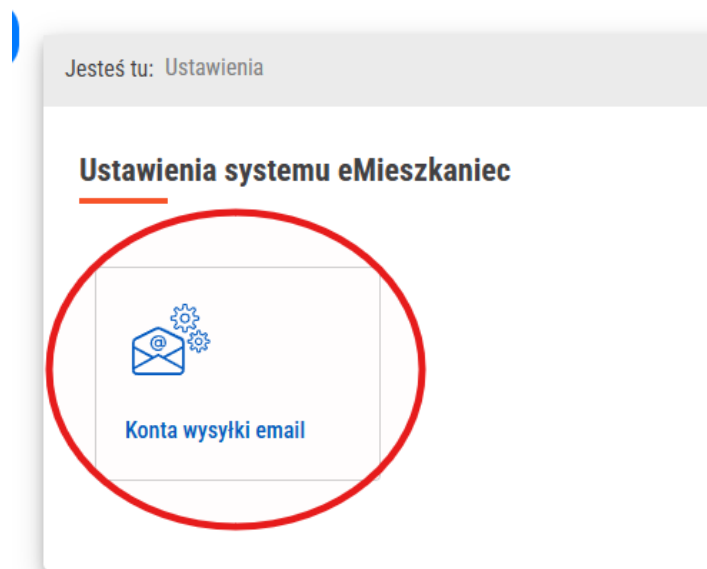 Jesteś tu: Ustawienia
Ustawienia systemu eMieszkaniec
@
Konta wysyłki email